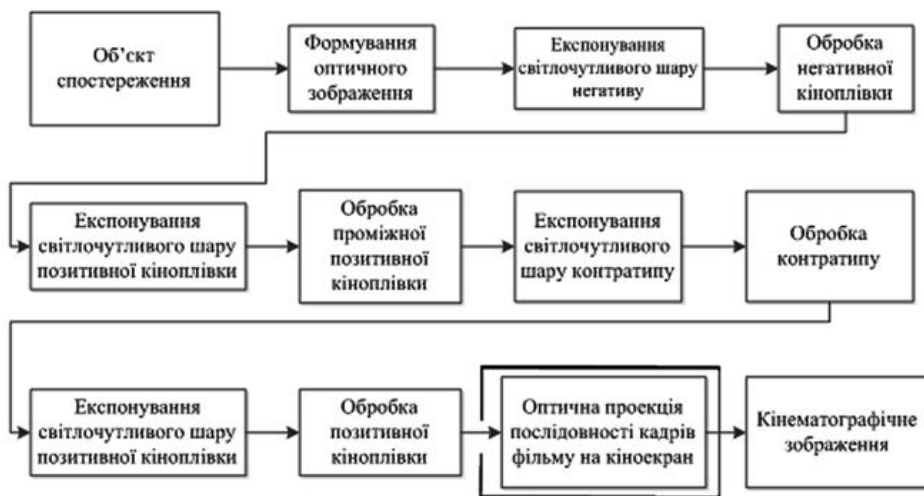 Об’єкт
спостереження
Формування
оптичного
зображення
Експонування
світлочутливого шару
негативу
Обробка
негативної
кіноплівки
Експонування
світлочутливого шару
позитивної кіноплівки
Обробка
проміжної
позитивної
кіноплівки
Експонування
світлочутливого
шару контратипу
Обробка
контратипу
Експонування
світлочутливого шару
позитивної кіноплівки
Обробка
позитивної
кіноплівки
Оптична проекція
послідовності кадрів
фільму на кіноекран
Кінематографічне
зображення